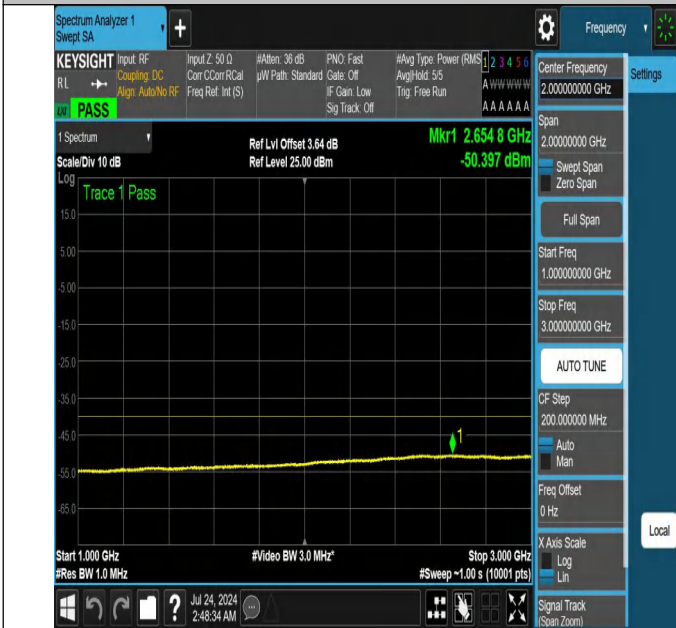 Spectrum Analyzer 1
Swept SA
+
Frequency
KEYSIGHT
RL
PASS
Input: RF
Coupling: DC
Align: Auto/No RF
Input Z: 50 Ω
Corr CCorr RCal
Freq Ref: Int (S)
#Atten: 36 dB
µW Path: Standard
PNO: Fast
Gate: Off
IF Gain: Low
Sig Track: Off
#Avg Type: Power (RMS
Avg|Hold: 5/5
Trig: Free Run
1 2 3 4 5 6
A W W W W W
A A A A A A
1 Spectrum
Scale/Div 10 dB
Ref Lvl Offset 3.64 dB
Ref Level 25.00 dBm
Mkr1 2.654 8 GHz
-50.397 dBm
Log
Trace 1 Pass
15.0
5.00
-5.00
-15.0
-25.0
-35.0
-45.0
-55.0
-65.0
1
Start 1.000 GHz
#Res BW 1.0 MHz
#Video BW 3.0 MHz*
Stop 3.000 GHz
#Sweep ~1.00 s (10001 pts)
?
Jul 24, 2024
2:48:34 AM
Center Frequency
2.000000000 GHz
Settings
Span
2.00000000 GHz
Swept Span
Zero Span
Full Span
Start Freq
1.000000000 GHz
Stop Freq
3.000000000 GHz
AUTO TUNE
CF Step
200.000000 MHz
Auto
Man
Freq Offset
0 Hz
X Axis Scale
Log
Lin
Local
Signal Track
(Span Zoom)